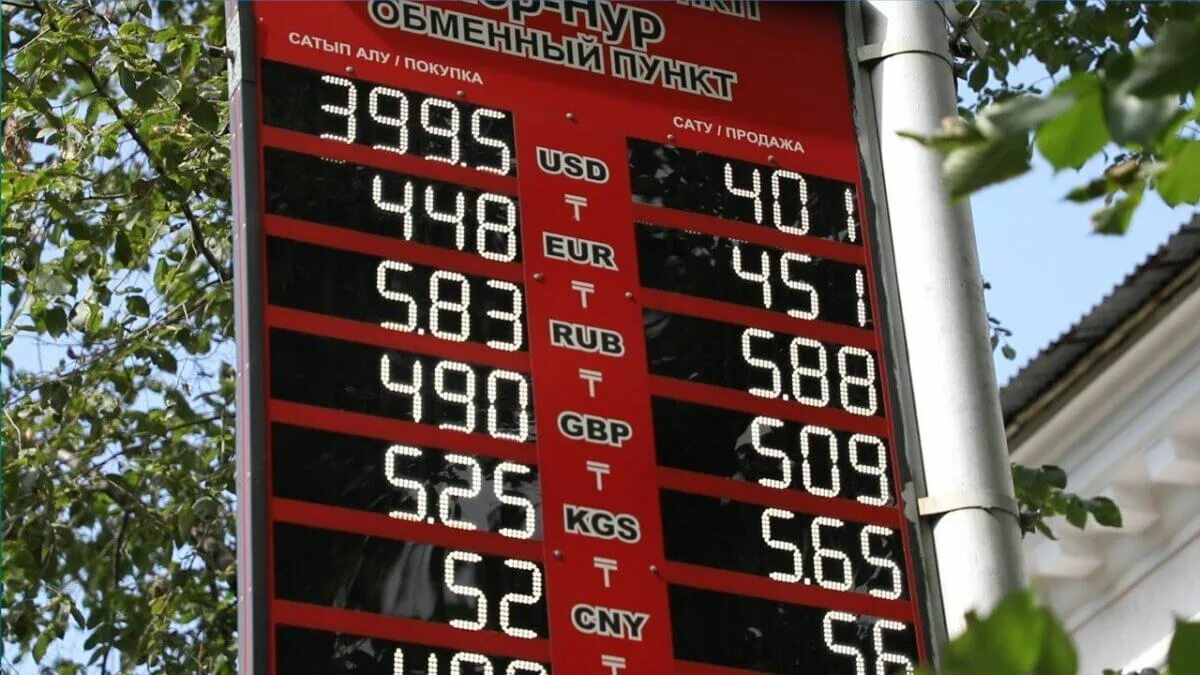 ОБМЕННЫЙ ПУНКТ
САТЫП АЛУ / ПОКУПКА
САТУ / ПРОДАЖА
399.5 USD 401
₸
448 EUR 451
₸
5.83 RUB 5.88
₸
490 GBP 509
₸
5.25 KGS 5.65
₸
52 CNY 56
₸